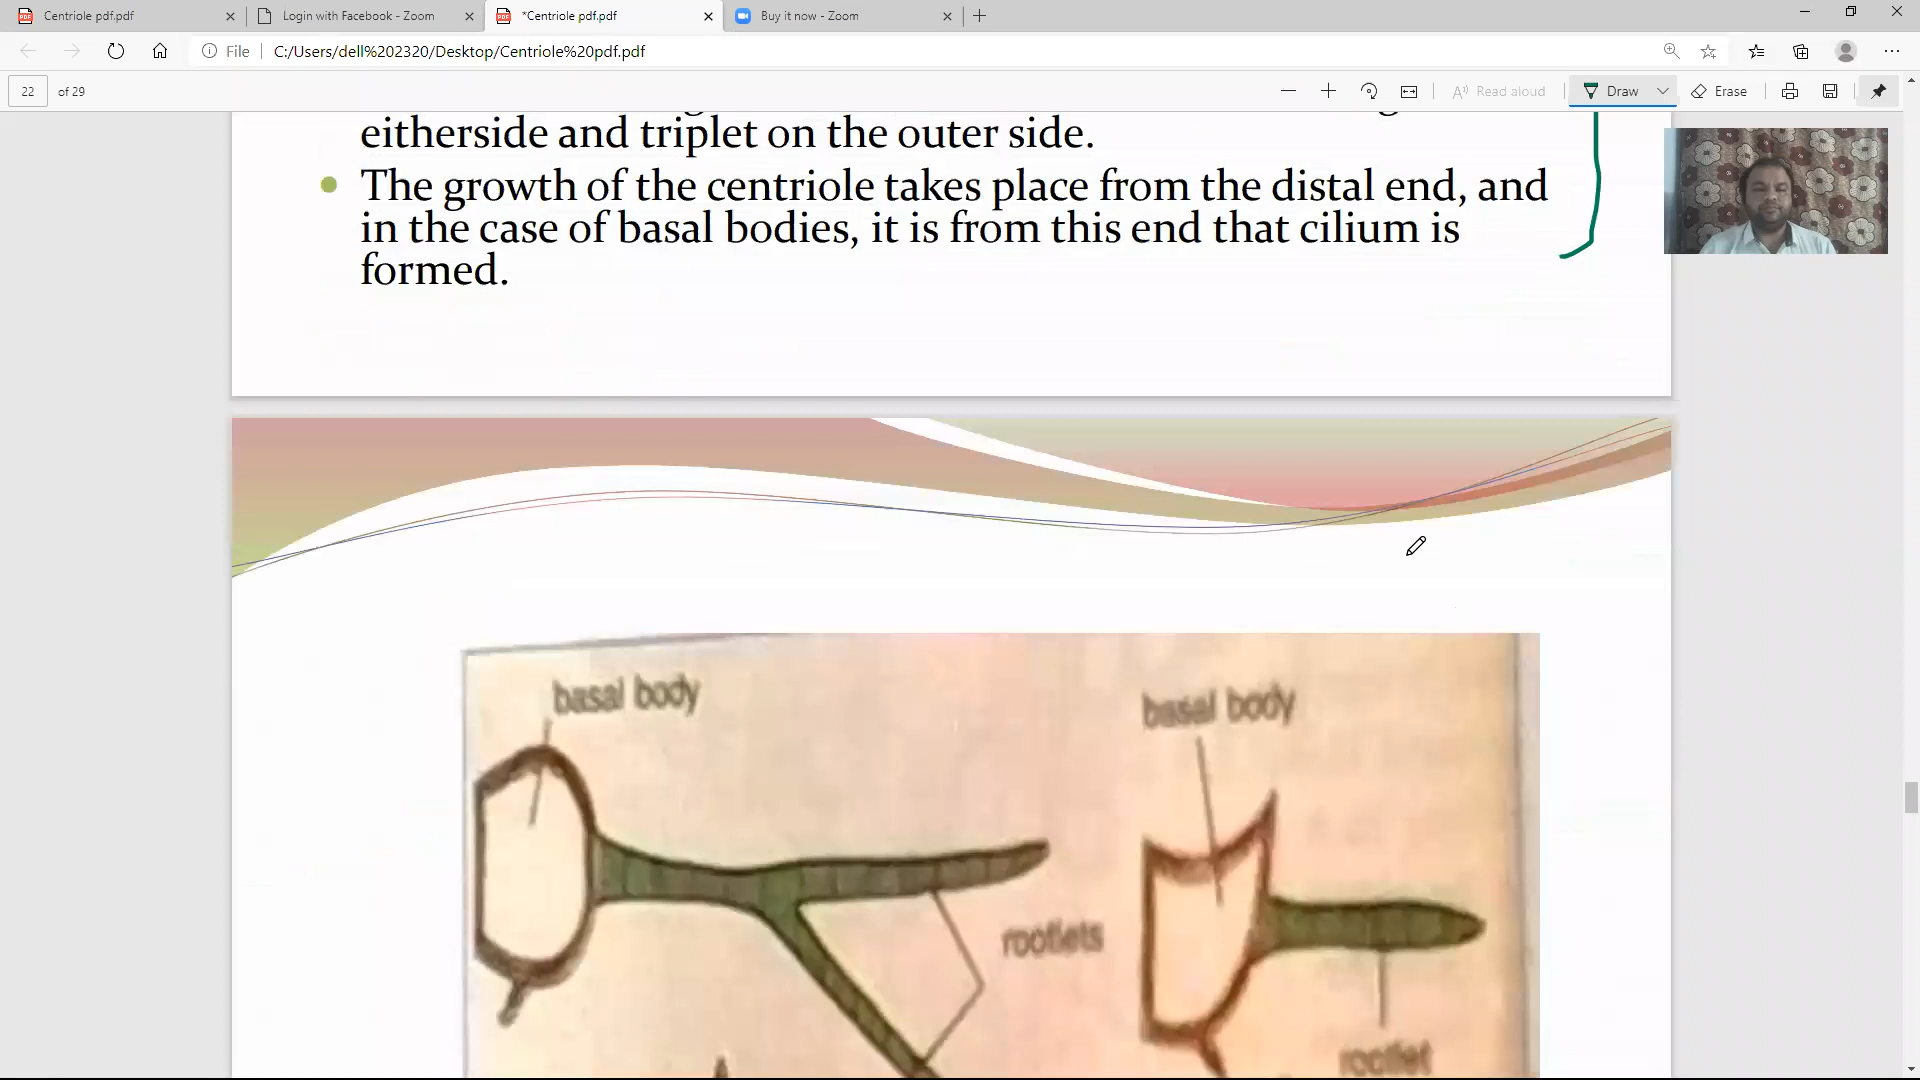 Centriole pdf.pdf
Login with Facebook - Zoom
*Centriole pdf.pdf
Buy it now - Zoom
File
C:/Users/dell%202320/Desktop/Centriole%20pdf.pdf
22 of 29
Read aloud
Draw
Erase
eitherside and triplet on the outer side.
The growth of the centriole takes place from the distal end, and
in the case of basal bodies, it is from this end that cilium is
formed.
basal body
basal body
rootlets
rootlet